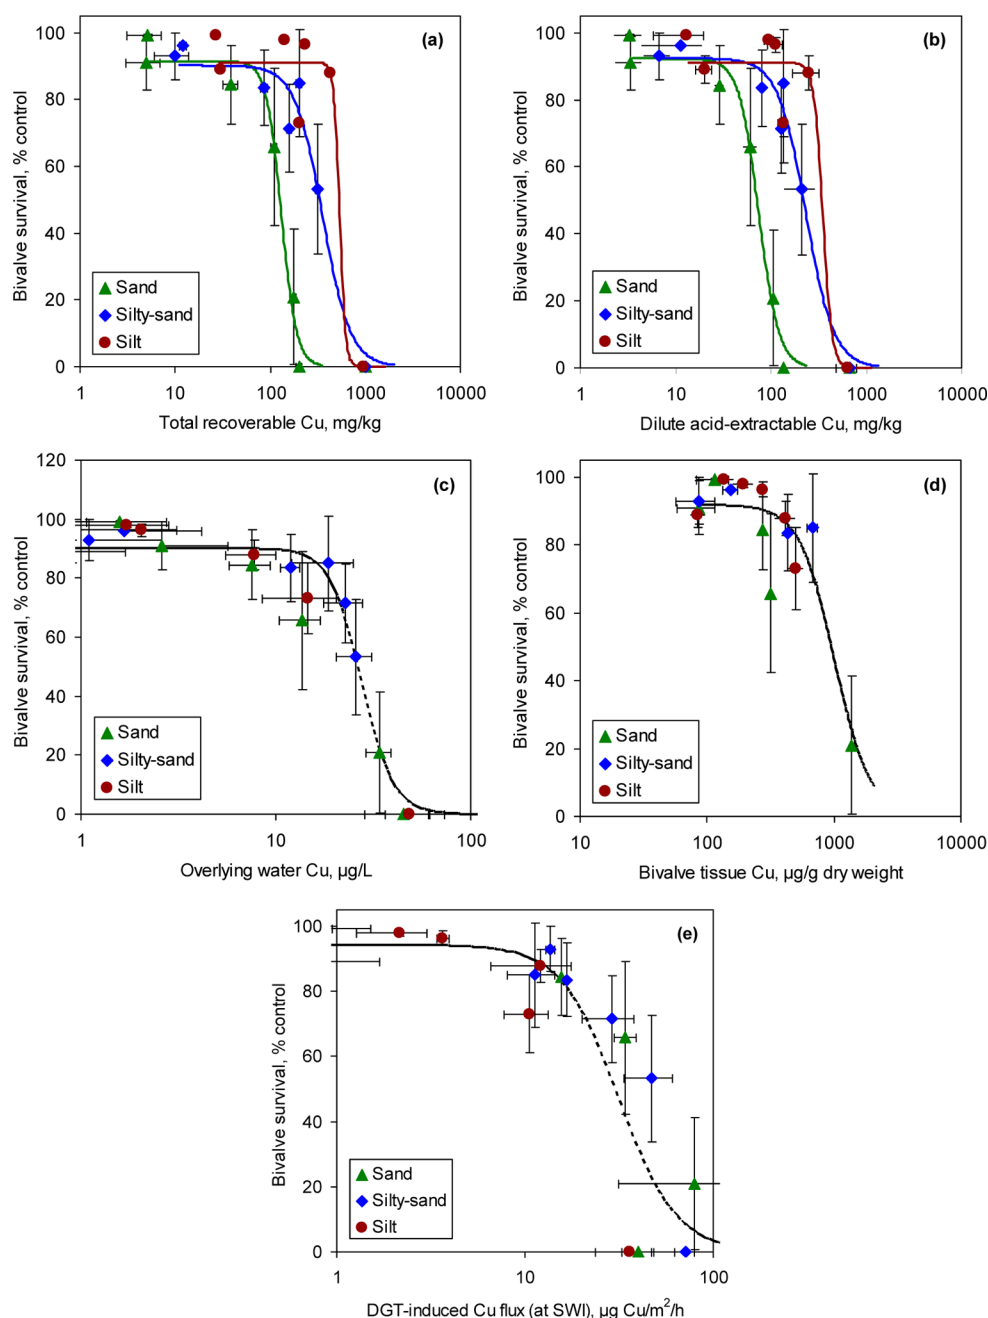 (a)
Bivalve survival, % control
100
80
60
40
20
0
Sand
Silty-sand
Silt
1
10
100
1000
10000
Total recoverable Cu, mg/kg
(b)
Bivalve survival, % control
100
80
60
40
20
0
Sand
Silty-sand
Silt
1
10
100
1000
10000
Dilute acid-extractable Cu, mg/kg
(c)
Bivalve survival, % control
120
100
80
60
40
20
0
Sand
Silty-sand
Silt
1
10
100
Overlying water Cu, µg/L
(d)
Bivalve survival, % control
100
80
60
40
20
0
Sand
Silty-sand
Silt
10
100
1000
10000
Bivalve tissue Cu, µg/g dry weight
(e)
Bivalve survival, % control
100
80
60
40
20
0
Sand
Silty-sand
Silt
1
10
100
DGT-induced Cu flux (at SWI), µg Cu/m²/h